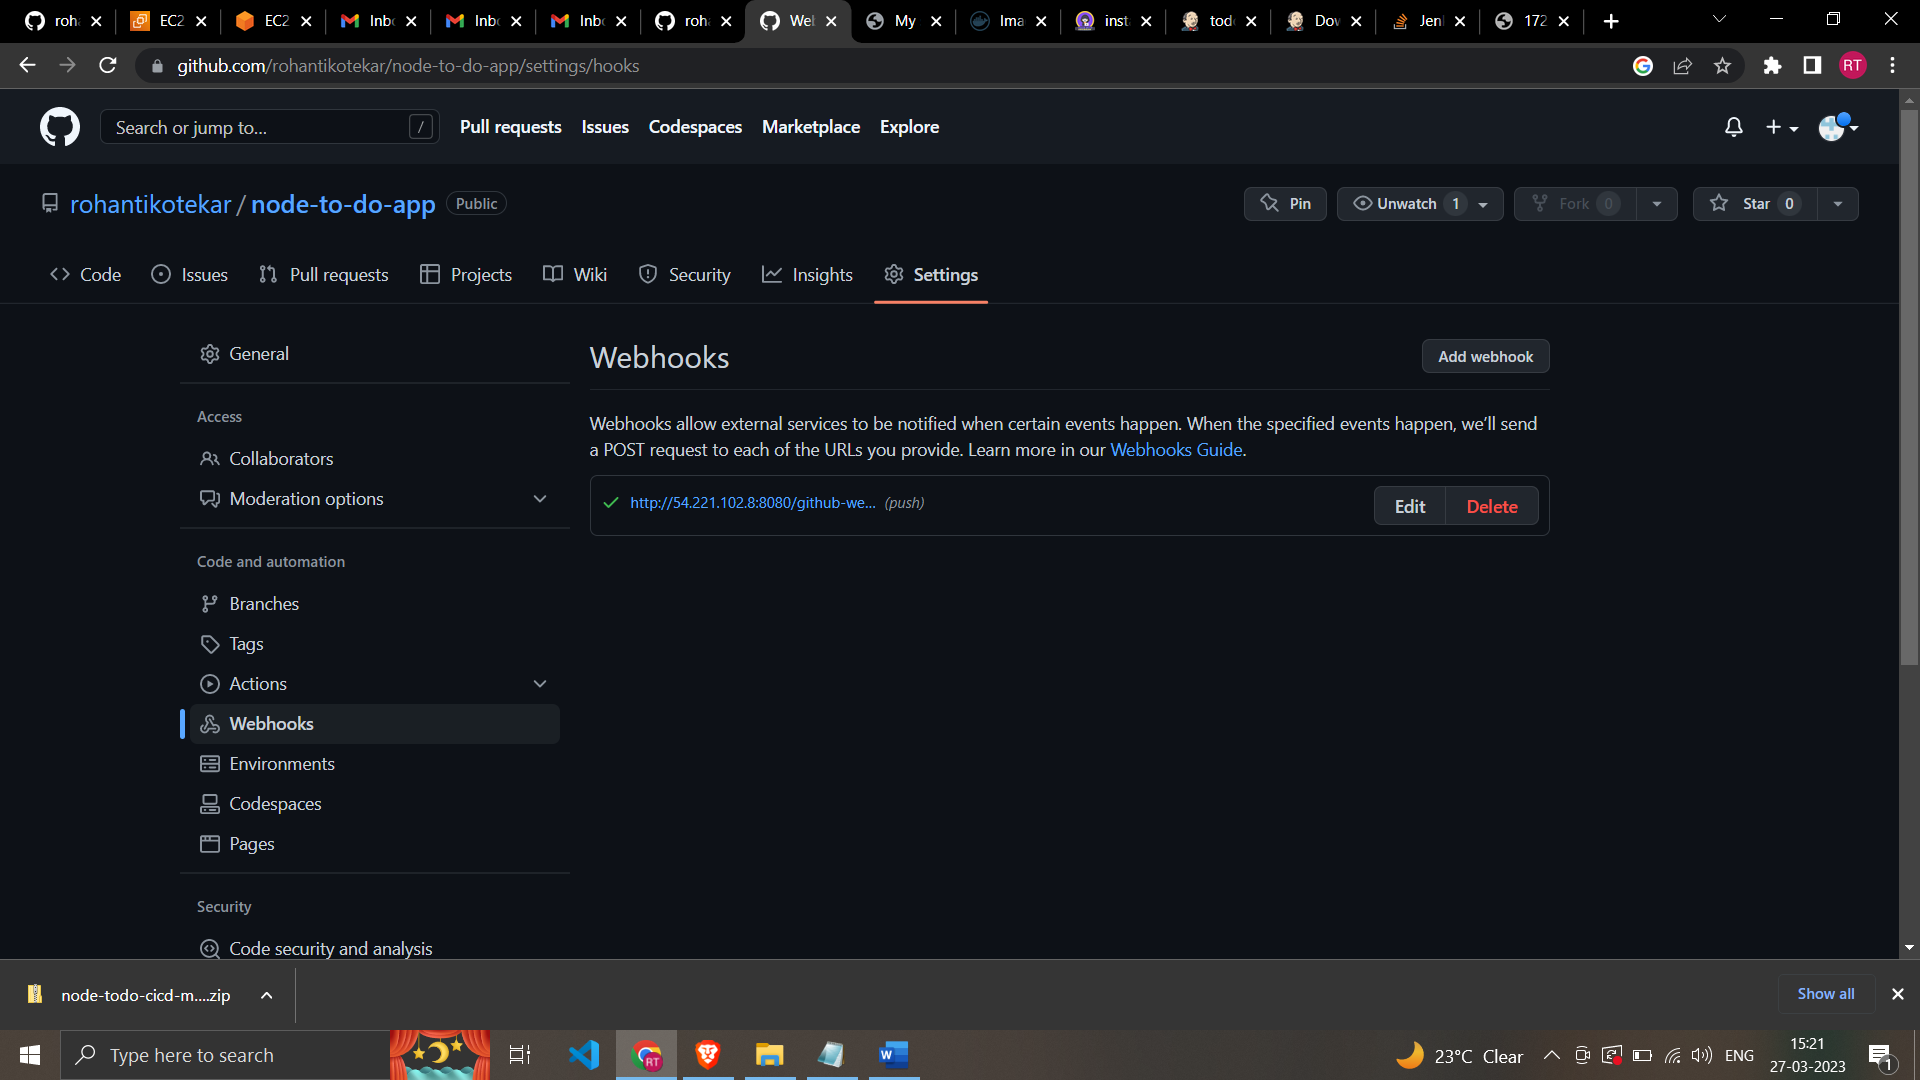 roh
EC2
EC2
Inbo
Inbo
Inbo
roh
Web
My
Ima
inst
tod
Dov
Jen
172
github.com/rohantikotekar/node-to-do-app/settings/hooks
RT
Search or jump to...
/
Pull requests
Issues
Codespaces
Marketplace
Explore
rohantikotekar / node-to-do-app
Public
Pin
Unwatch 1
Fork 0
Star 0
Code
Issues
Pull requests
Projects
Wiki
Security
Insights
Settings
General
Access
Collaborators
Moderation options
Code and automation
Branches
Tags
Actions
Webhooks
Environments
Codespaces
Pages
Security
Code security and analysis
Webhooks
Add webhook
Webhooks allow external services to be notified when certain events happen. When the specified events happen, we’ll send
a POST request to each of the URLs you provide. Learn more in our Webhooks Guide.
http://54.221.102.8:8080/github-we... (push)
Edit
Delete
node-todo-cicd-m....zip
Show all
Type here to search
RT
23°C Clear
ENG
15:21
27-03-2023
1